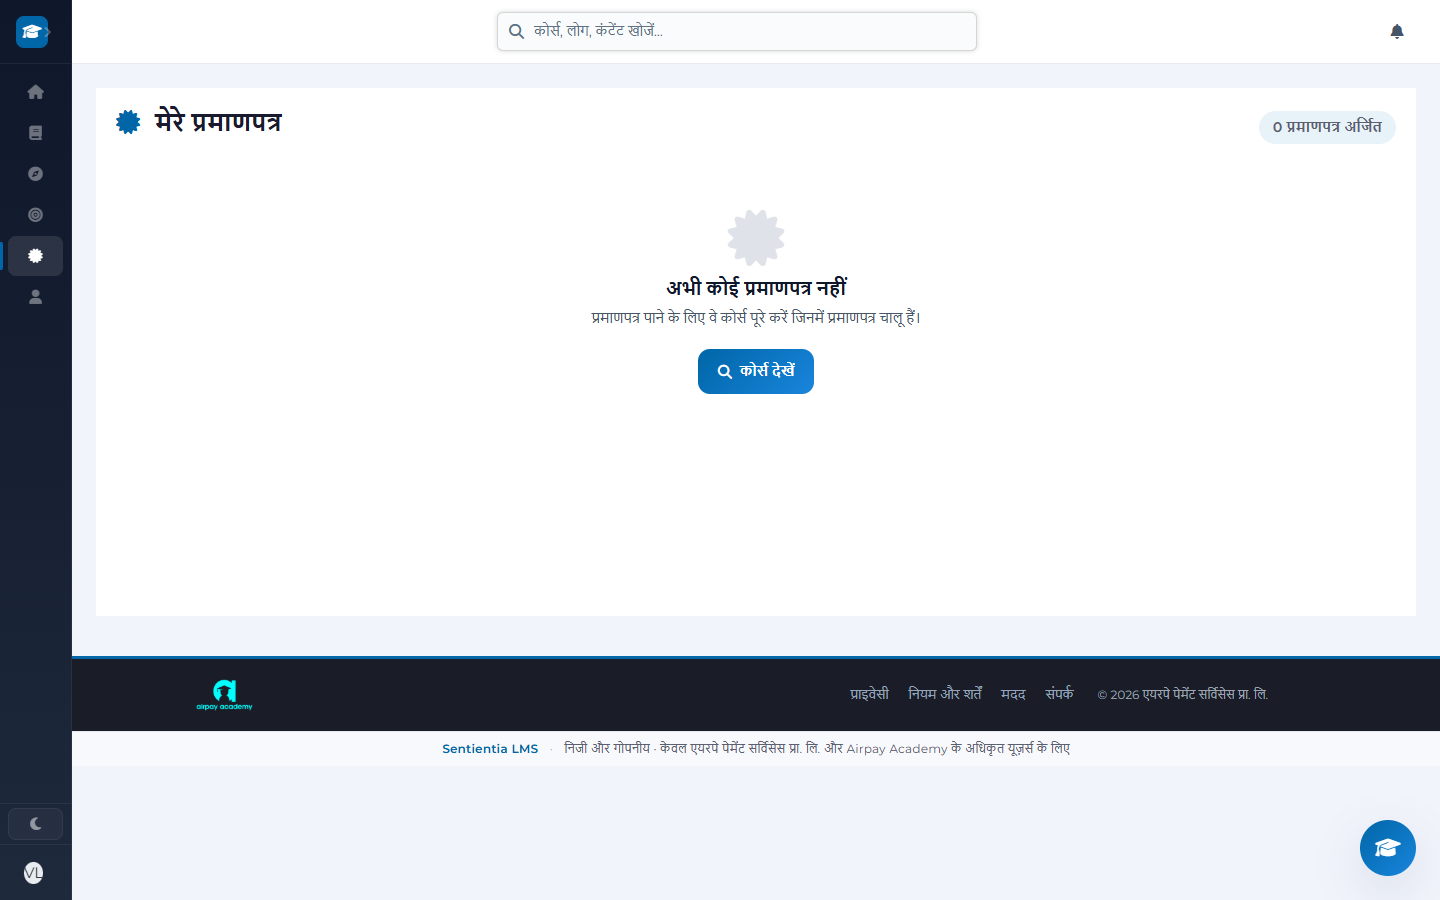 कोर्स, लोग, कंटेंट खोजें...
मेरे प्रमाणपत्र
0 प्रमाणपत्र अर्जित
अभी कोई प्रमाणपत्र नहीं
प्रमाणपत्र पाने के लिए वे कोर्स पूरे करें जिनमें प्रमाणपत्र चालू हैं।
कोर्स देखें
airpay academy
प्राइवेसी नियम और शर्तें मदद संपर्क © 2026 एयरपे पेमेंट सर्विसेस प्रा. लि.
Sentientia LMS · निजी और गोपनीय · केवल एयरपे पेमेंट सर्विसेस प्रा. लि. और Airpay Academy के अधिकृत यूज़र्स के लिए
VL